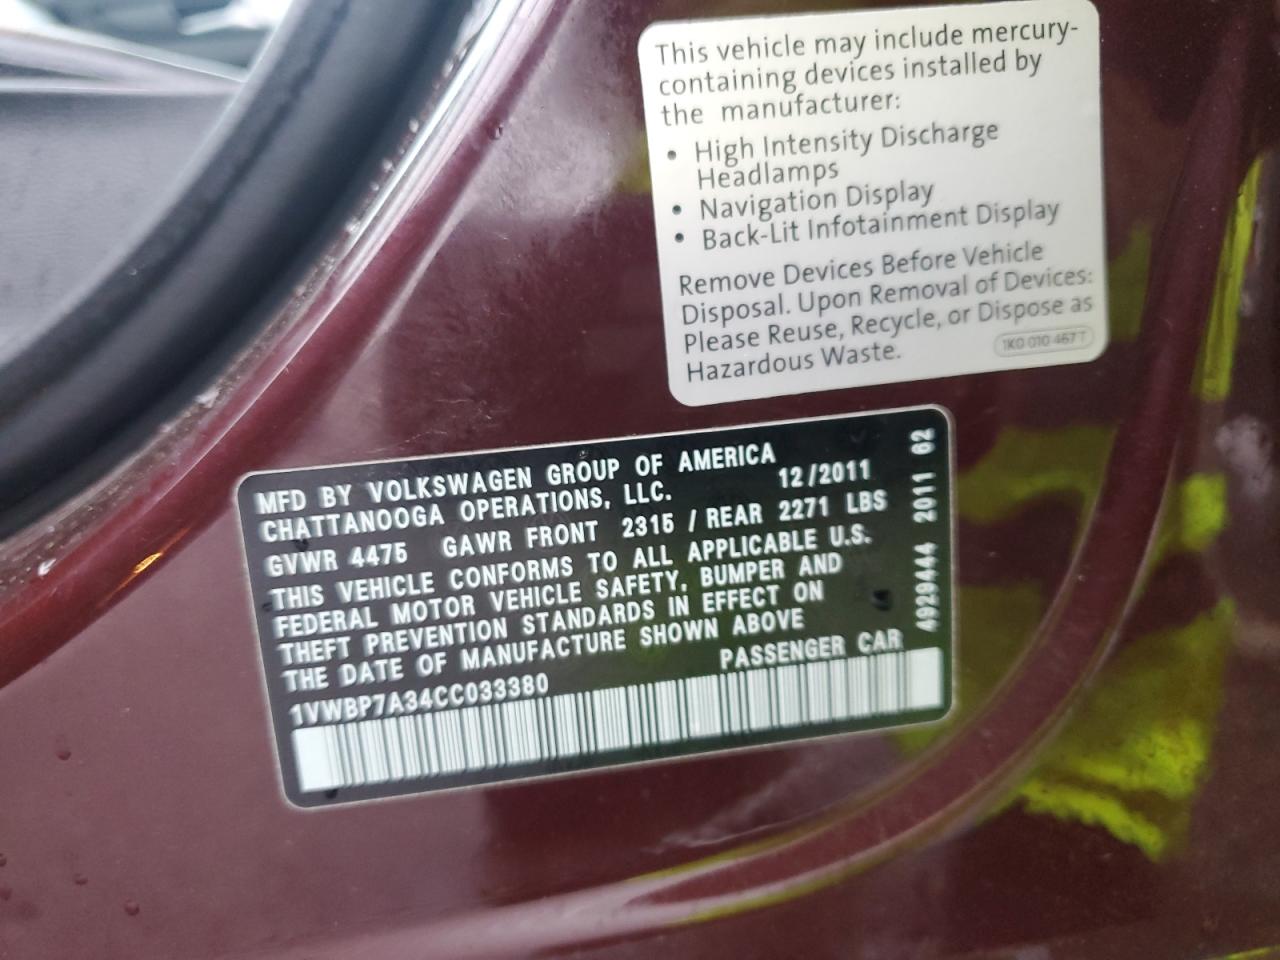 This vehicle may include mercury-
containing devices installed by
the manufacturer:
• High Intensity Discharge
Headlamps
• Navigation Display
• Back-Lit Infotainment Display
Remove Devices Before Vehicle
Disposal. Upon Removal of Devices:
Please Reuse, Recycle, or Dispose as
Hazardous Waste.
1K0 010 467 T
MFD BY VOLKSWAGEN GROUP OF AMERICA
CHATTANOOGA OPERATIONS, LLC. 12/2011
GVWR 4475 GAWR FRONT 2315 / REAR 2271 LBS
THIS VEHICLE CONFORMS TO ALL APPLICABLE U.S.
FEDERAL MOTOR VEHICLE SAFETY, BUMPER AND
THEFT PREVENTION STANDARDS IN EFFECT ON
THE DATE OF MANUFACTURE SHOWN ABOVE
PASSENGER CAR
1VWBP7A34CC033380
4929444 2011 62